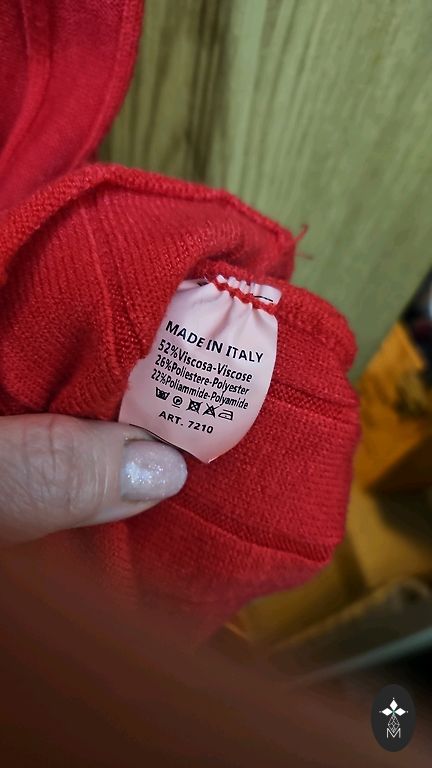 MADE IN ITALY
52%Viscosa-Viscose
26%Poliestere-Polyester
22%Poliammide-Polyamide
ART. 7210
M